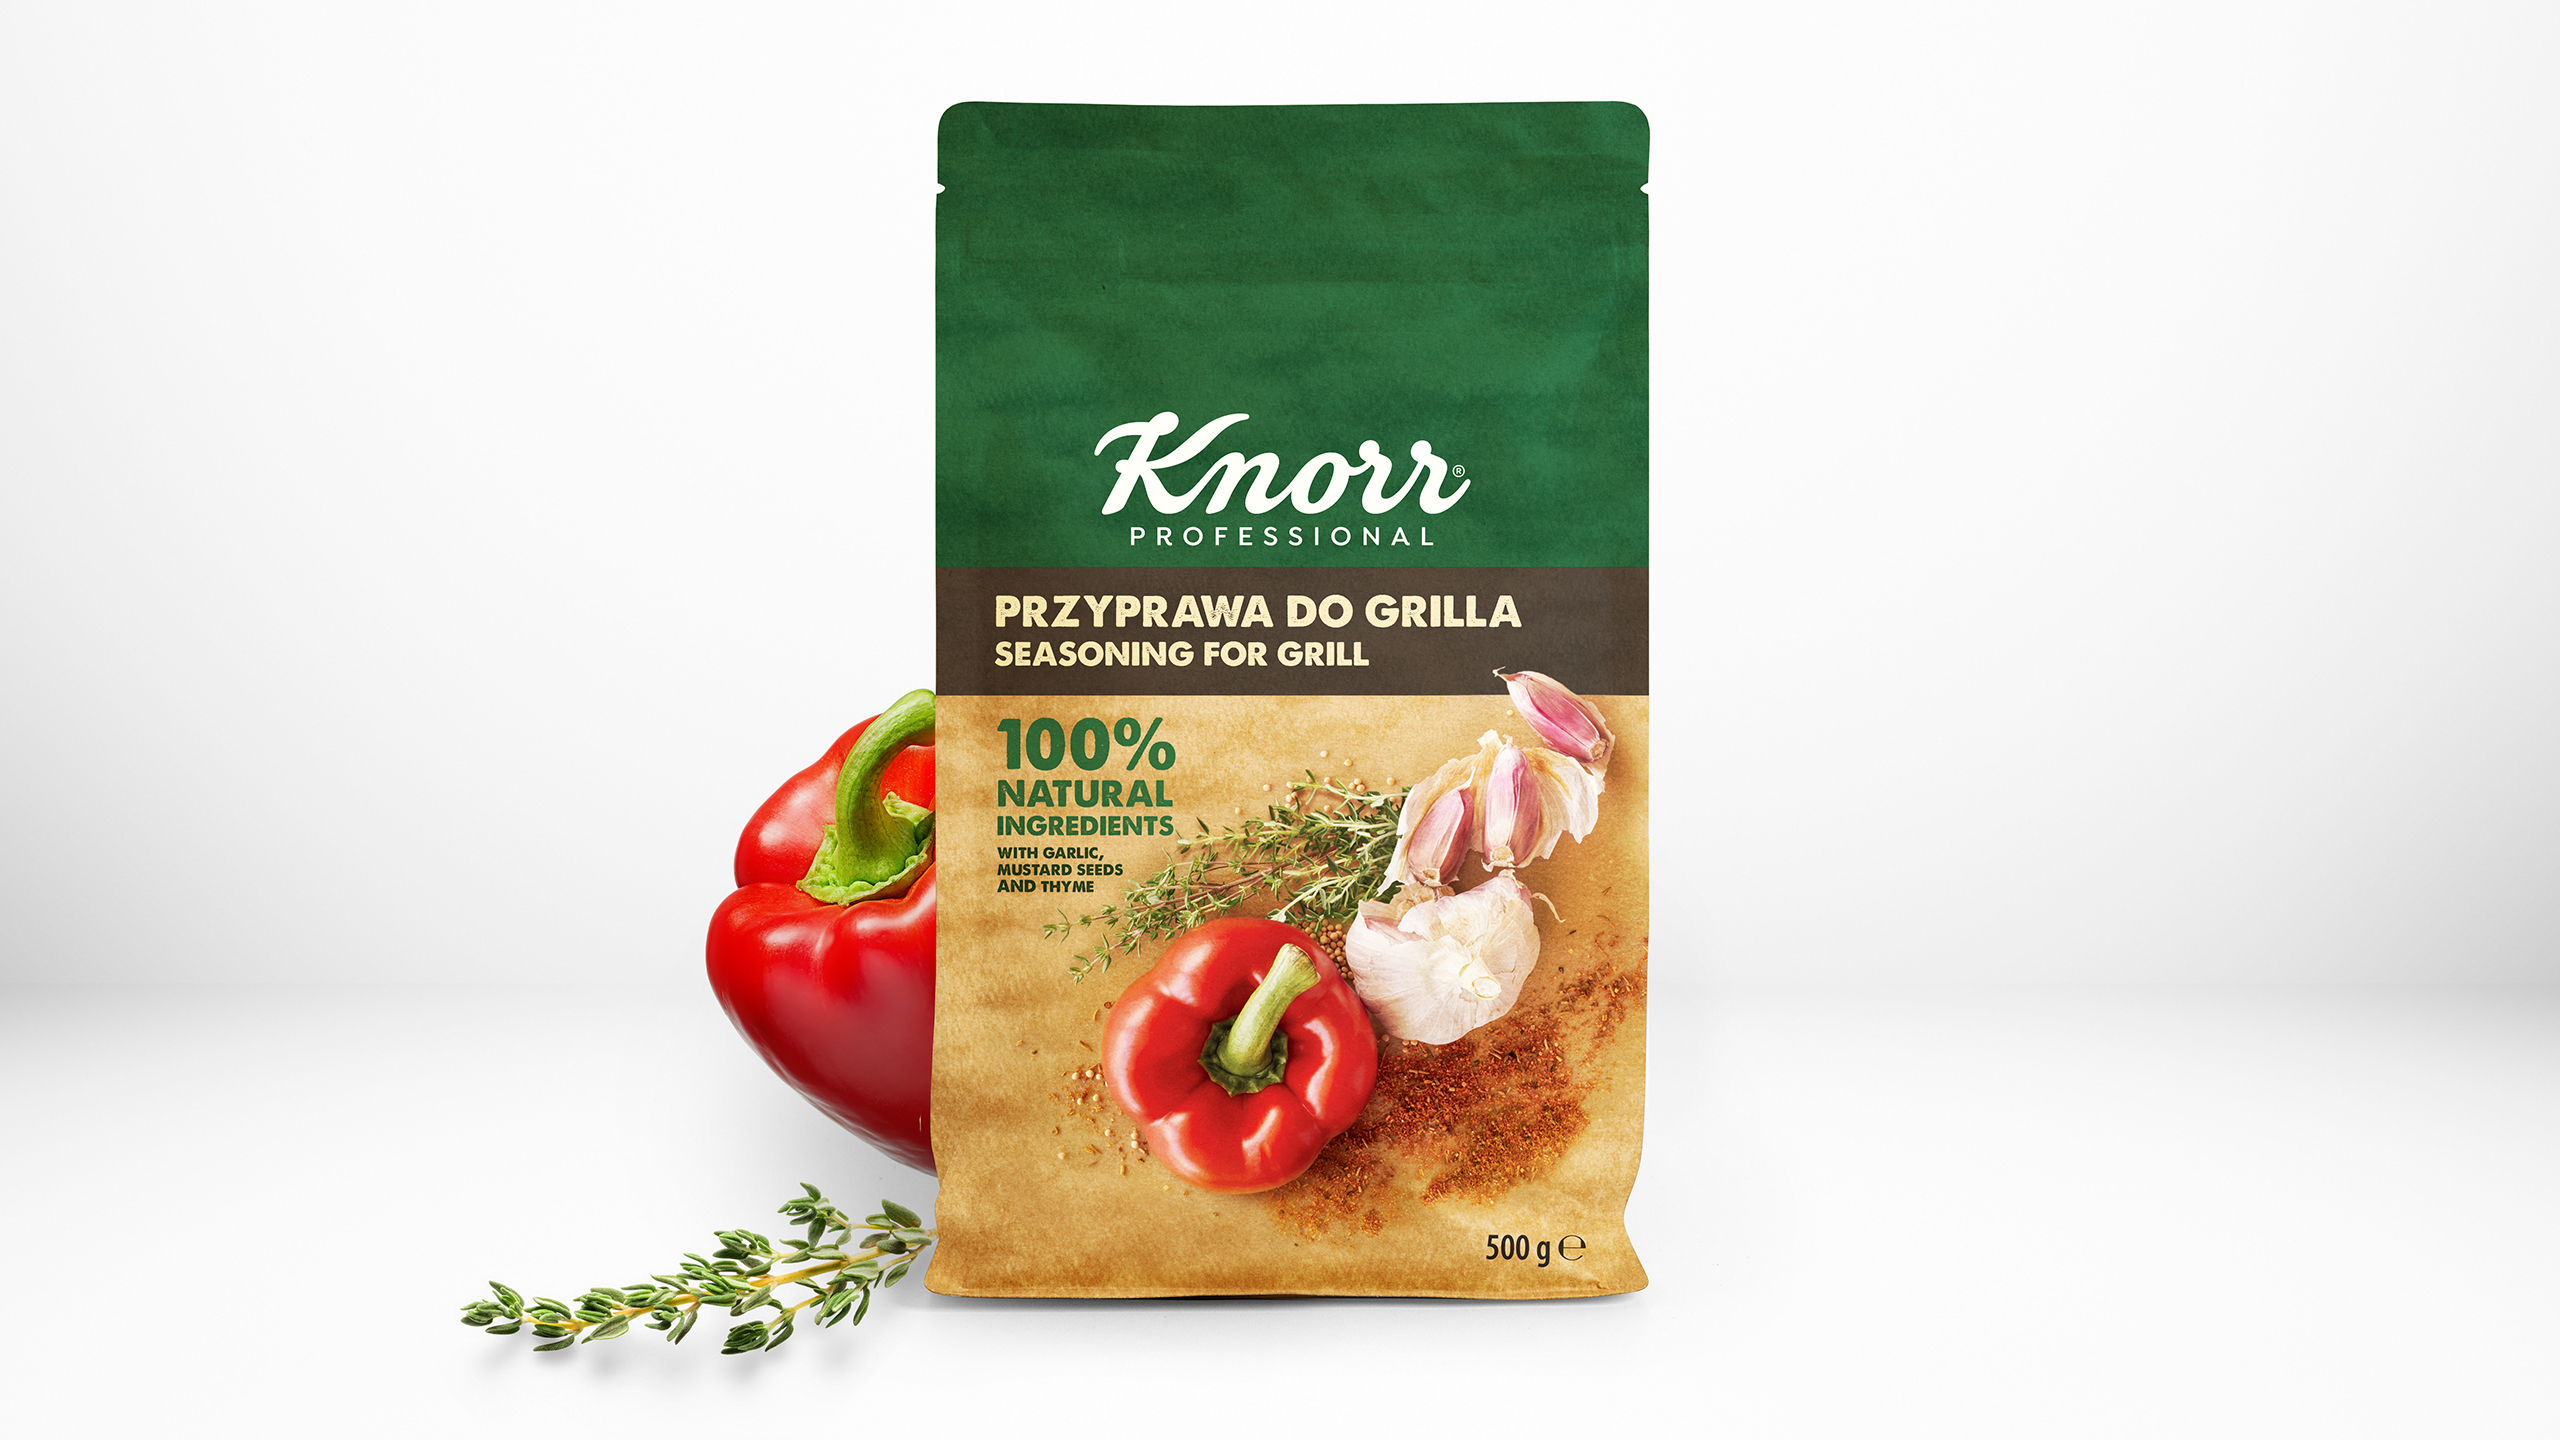 Knorr®
PROFESSIONAL
PRZYPRAWA DO GRILLA
SEASONING FOR GRILL
100%
NATURAL
INGREDIENTS
WITH GARLIC,
MUSTARD SEEDS
AND THYME
500 g ℮